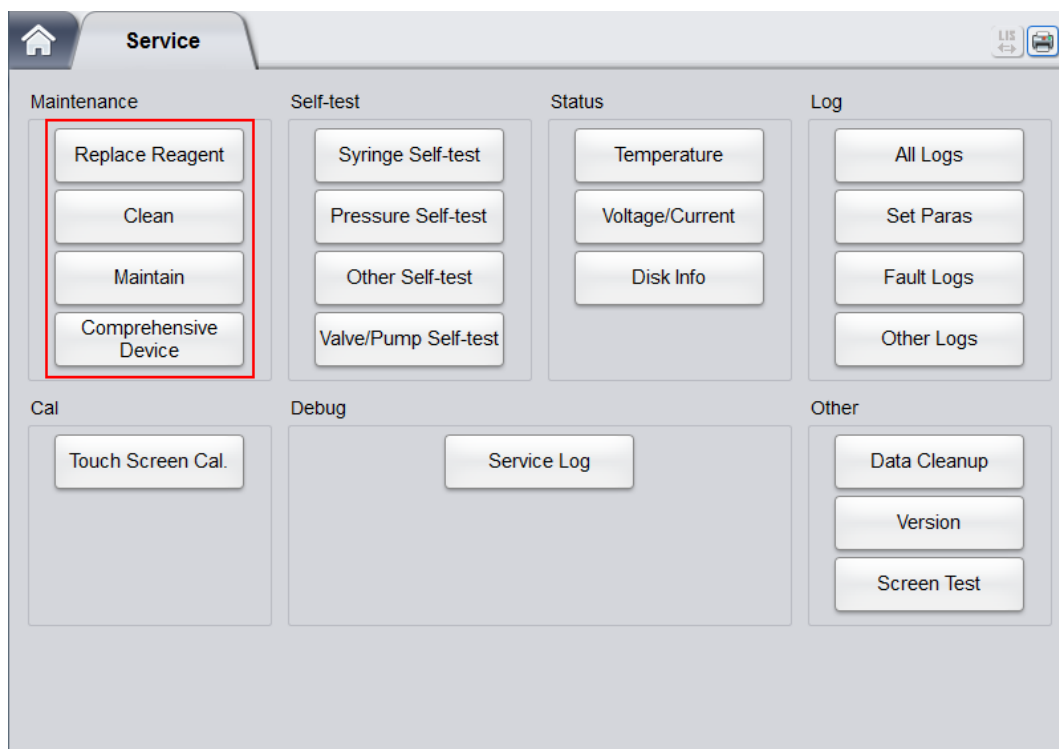 Service
LIS
Maintenance
Replace Reagent
Clean
Maintain
Comprehensive
Device
Self-test
Syringe Self-test
Pressure Self-test
Other Self-test
Valve/Pump Self-test
Status
Temperature
Voltage/Current
Disk Info
Log
All Logs
Set Paras
Fault Logs
Other Logs
Cal
Touch Screen Cal.
Debug
Service Log
Other
Data Cleanup
Version
Screen Test